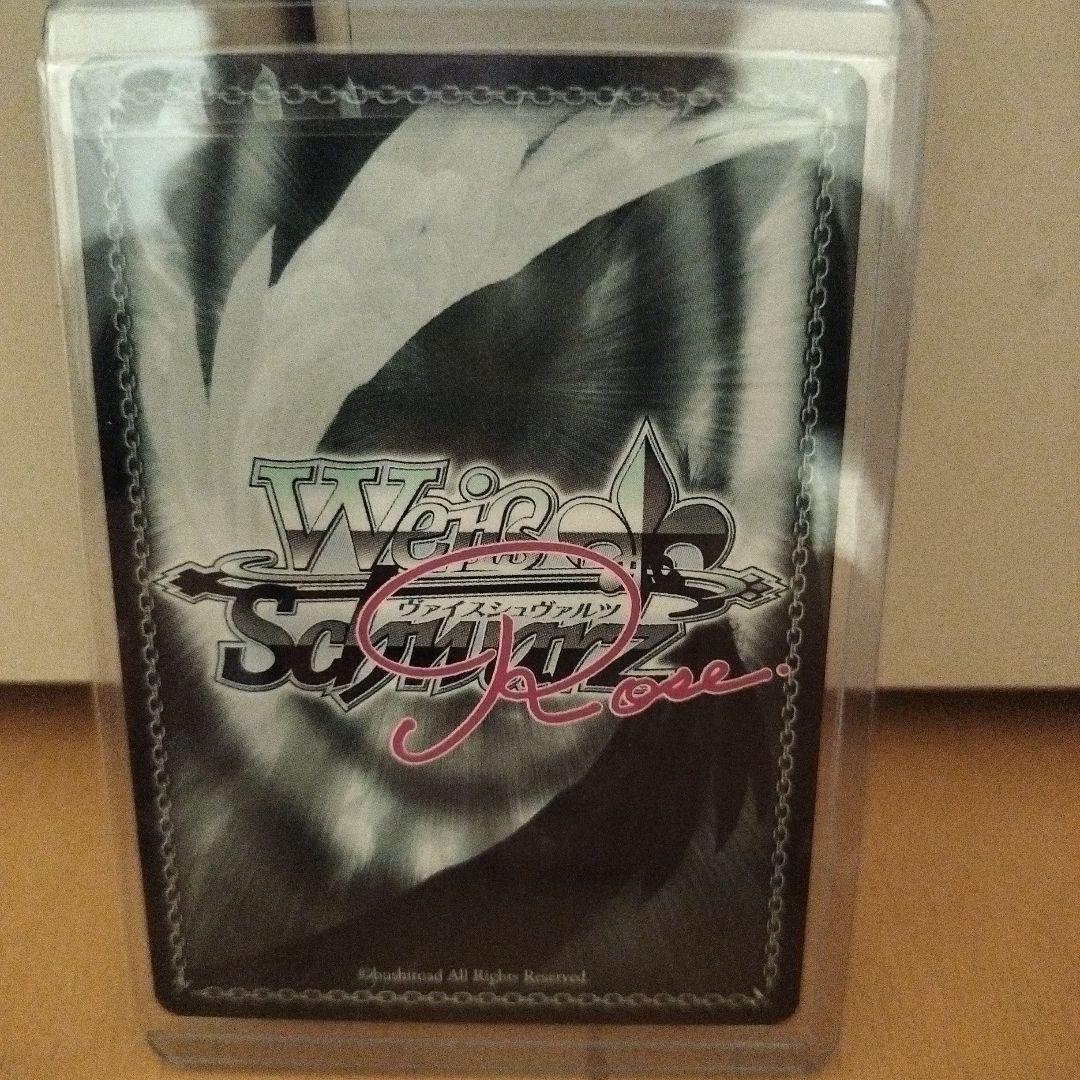 Weiß
ヴァイスシュヴァルツ
Schwarz
Rose.
©bushiroad All Rights Reserved.